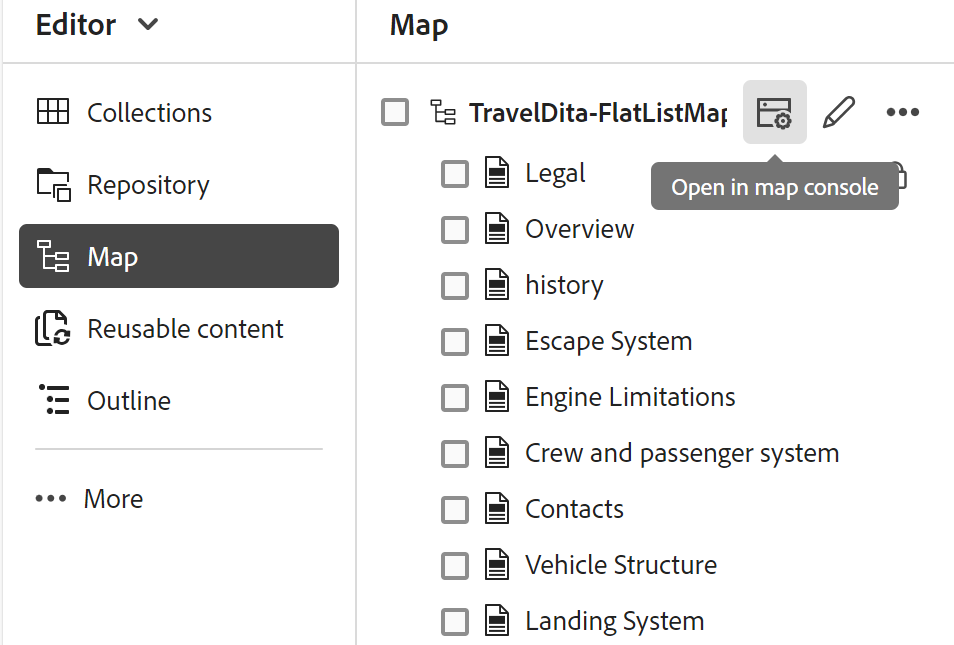 Editor
Map
Collections
Repository
Map
Reusable content
Outline
More
TravelDita-FlatListMap
Open in map console
Legal
Overview
history
Escape System
Engine Limitations
Crew and passenger system
Contacts
Vehicle Structure
Landing System